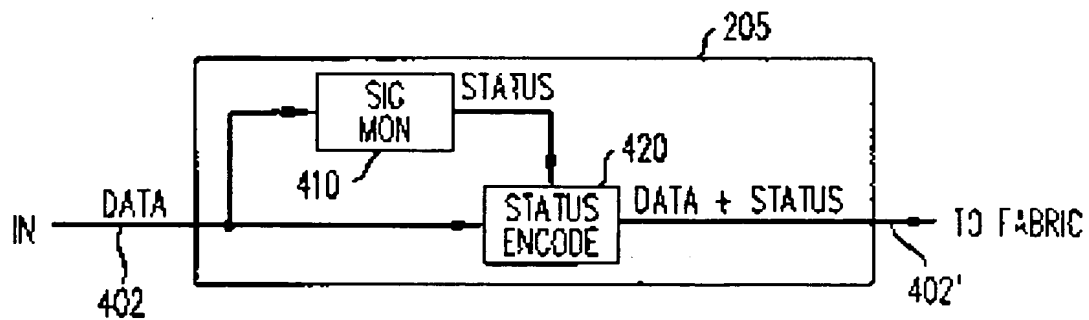 205
SIG
MON
STATUS
410
420
IN
DATA
STATUS
ENCODE
DATA + STATUS
TO FABRIC
402
402'